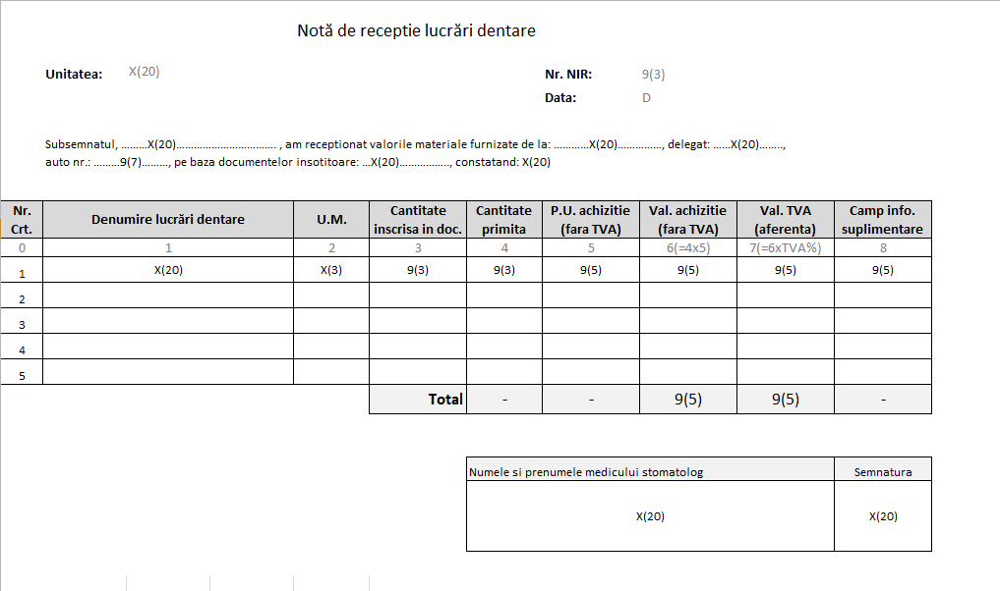 Notă de receptie lucrări dentare
Unitatea: X(20)
Nr. NIR: 9(3)
Data: D
Subsemnatul, .........X(20).................................. , am receptionat valorile materiale furnizate de la: ............X(20)..............., delegat: ......X(20)........,
auto nr.: .........9(7)........., pe baza documentelor insotitoare: ...X(20)................., constatand: X(20)
Nr. Crt. Denumire lucrări dentare U.M. Cantitate inscrisa in doc. Cantitate primita P.U. achizitie (fara TVA) Val. achizitie (fara TVA) Val. TVA (aferenta) Camp info. suplimentare
0 1 2 3 4 5 6(=4x5) 7(=6xTVA%) 8
1 X(20) X(3) 9(3) 9(3) 9(5) 9(5) 9(5) 9(5)
2
3
4
5
Total - - 9(5) 9(5) -
Numele si prenumele medicului stomatolog Semnatura
X(20) X(20)